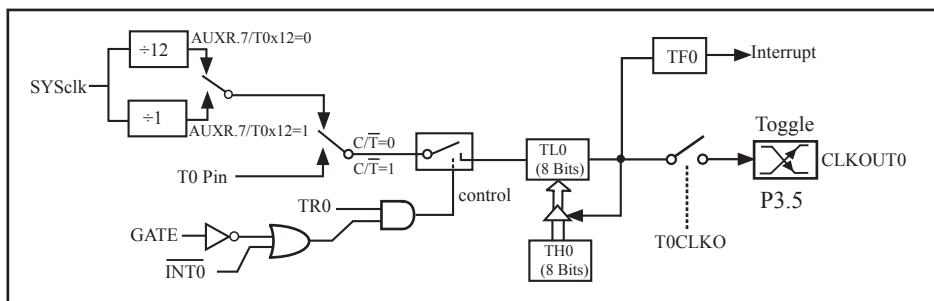 AUXR.7/T0x12=0
÷12
SYSclk
÷1
AUXR.7/T0x12=1
C/T̅=0
C/T̅=1
T0 Pin
TR0
control
GATE
I̅N̅T̅0̅
TL0
(8 Bits)
TH0
(8 Bits)
TF0
Interrupt
Toggle
CLKOUT0
P3.5
T0CLKO